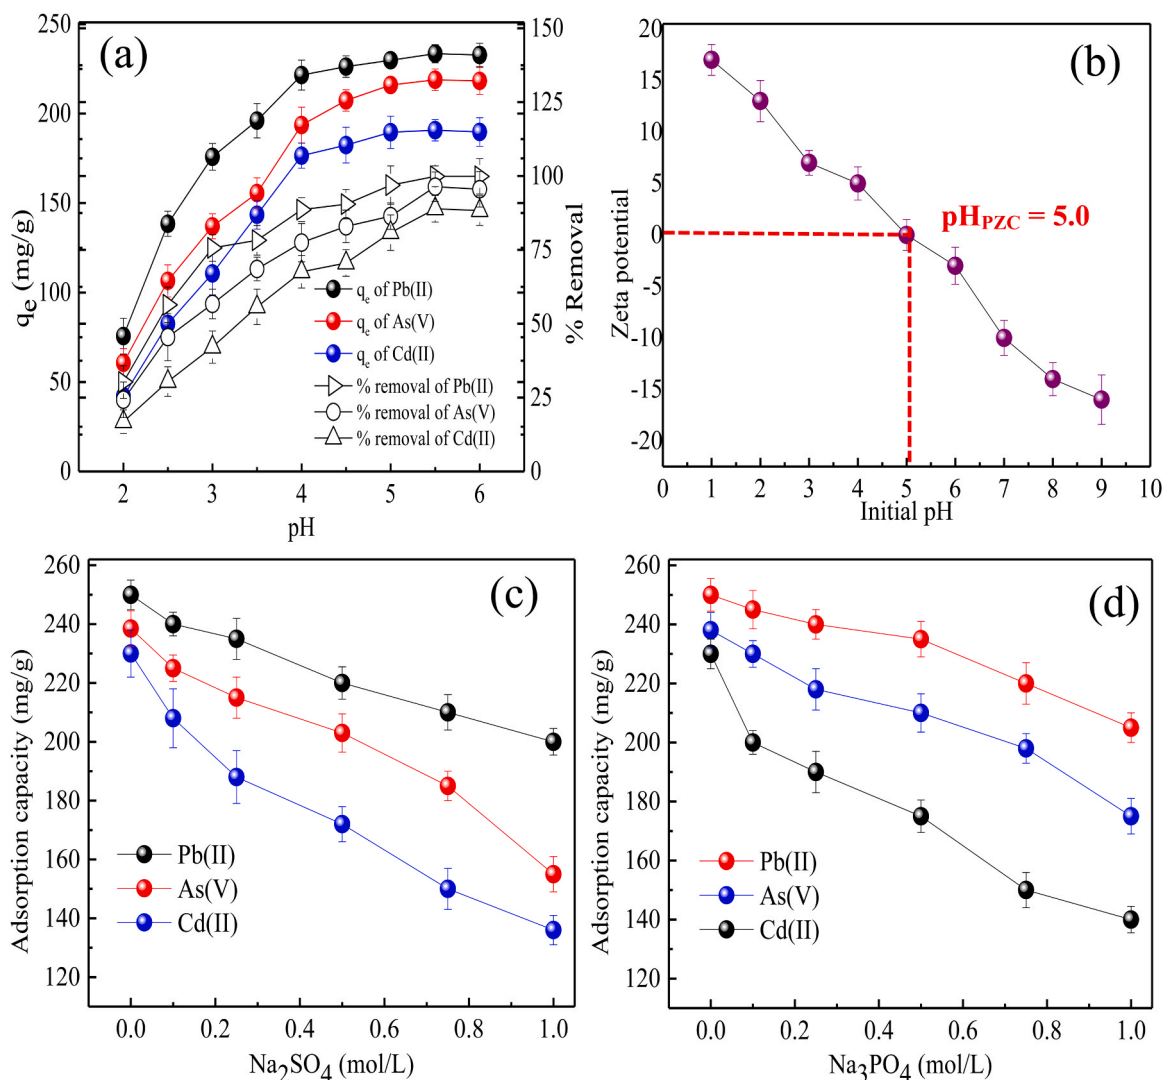 (a)
250
200
150
100
50
0
qe (mg/g)
150
125
100
75
50
25
0
% Removal
qe of Pb(II)
qe of As(V)
qe of Cd(II)
% removal of Pb(II)
% removal of As(V)
% removal of Cd(II)
2 3 4 5 6
pH
(b)
20
15
10
5
0
-5
-10
-15
-20
Zeta potential
pHPZC = 5.0
0 1 2 3 4 5 6 7 8 9 10
Initial pH
(c)
260
240
220
200
180
160
140
120
Adsorption capacity (mg/g)
Pb(II)
As(V)
Cd(II)
0.0 0.2 0.4 0.6 0.8 1.0
Na2SO4 (mol/L)
(d)
260
240
220
200
180
160
140
120
Adsorption capacity (mg/g)
Pb(II)
As(V)
Cd(II)
0.0 0.2 0.4 0.6 0.8 1.0
Na3PO4 (mol/L)